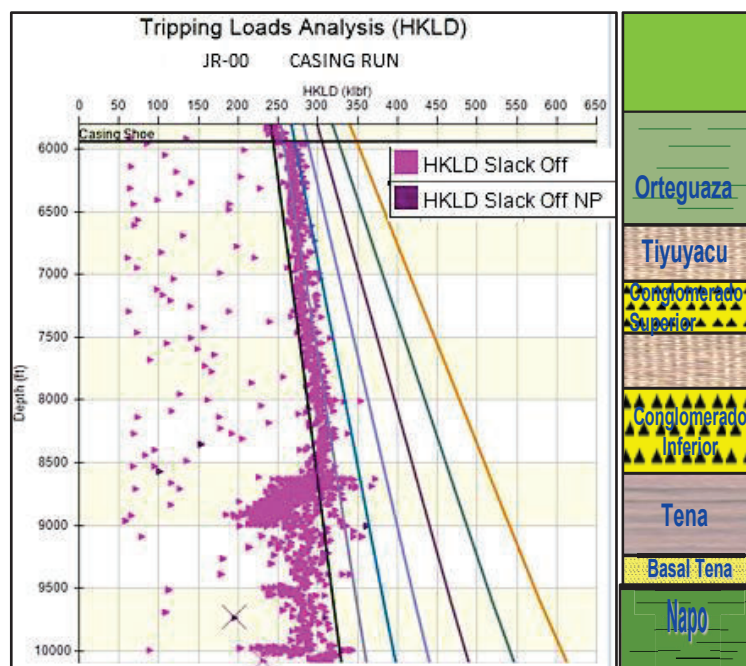 Tripping Loads Analysis (HKLD)
JR-00 CASING RUN
HKLD (klbf)
0 50 100 150 200 250 300 350 400 450 500 550 600 650
Casing Shoe
6000
6500
7000
7500
8000
8500
9000
9500
10000
Depth (ft)
HKLD Slack Off
HKLD Slack Off NP
Orteguaza
Tiyuyacu
Conglomerado
Superior
Conglomerado
Inferior
Tena
Basal Tena
Napo